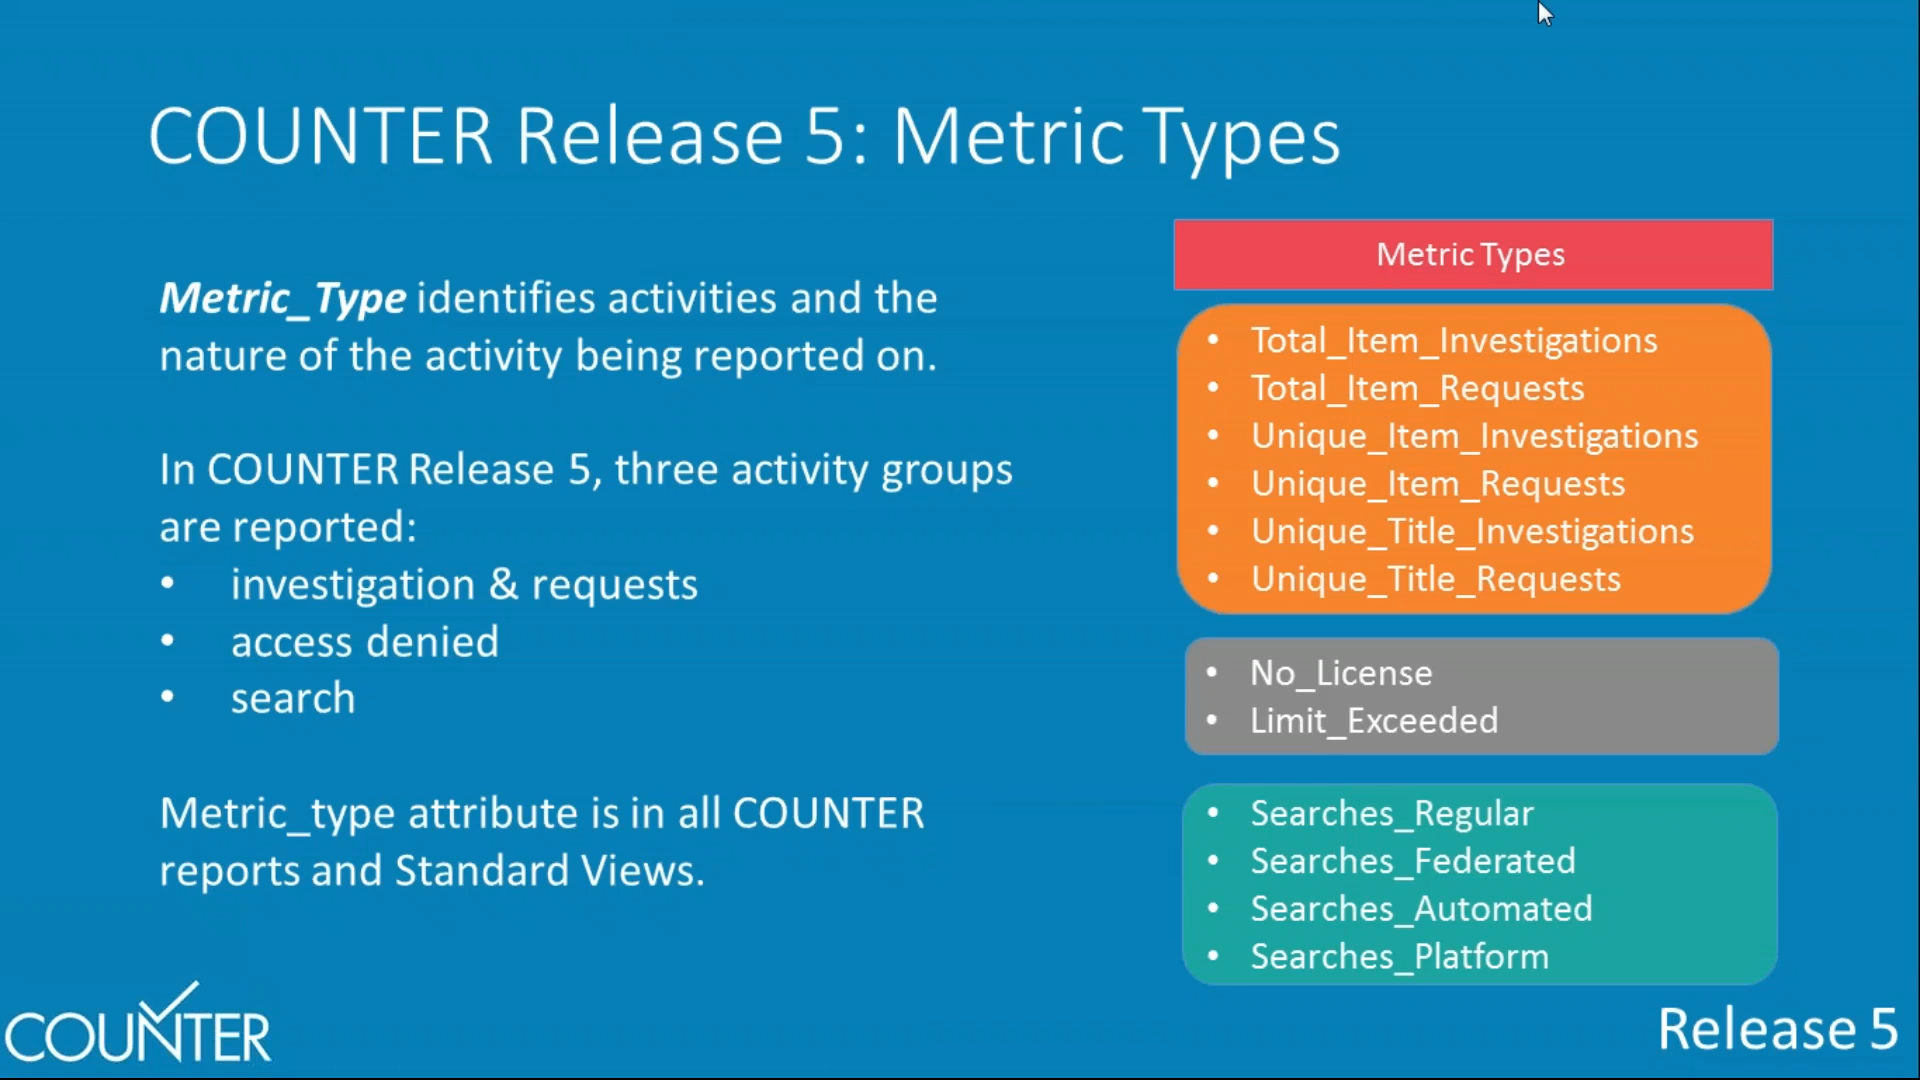 COUNTER Release 5: Metric Types
Metric_Type identifies activities and the
nature of the activity being reported on.
In COUNTER Release 5, three activity groups
are reported:
• investigation & requests
• access denied
• search
Metric_type attribute is in all COUNTER
reports and Standard Views.
Metric Types
• Total_Item_Investigations
• Total_Item_Requests
• Unique_Item_Investigations
• Unique_Item_Requests
• Unique_Title_Investigations
• Unique_Title_Requests
• No_License
• Limit_Exceeded
• Searches_Regular
• Searches_Federated
• Searches_Automated
• Searches_Platform
COUNTER
Release 5